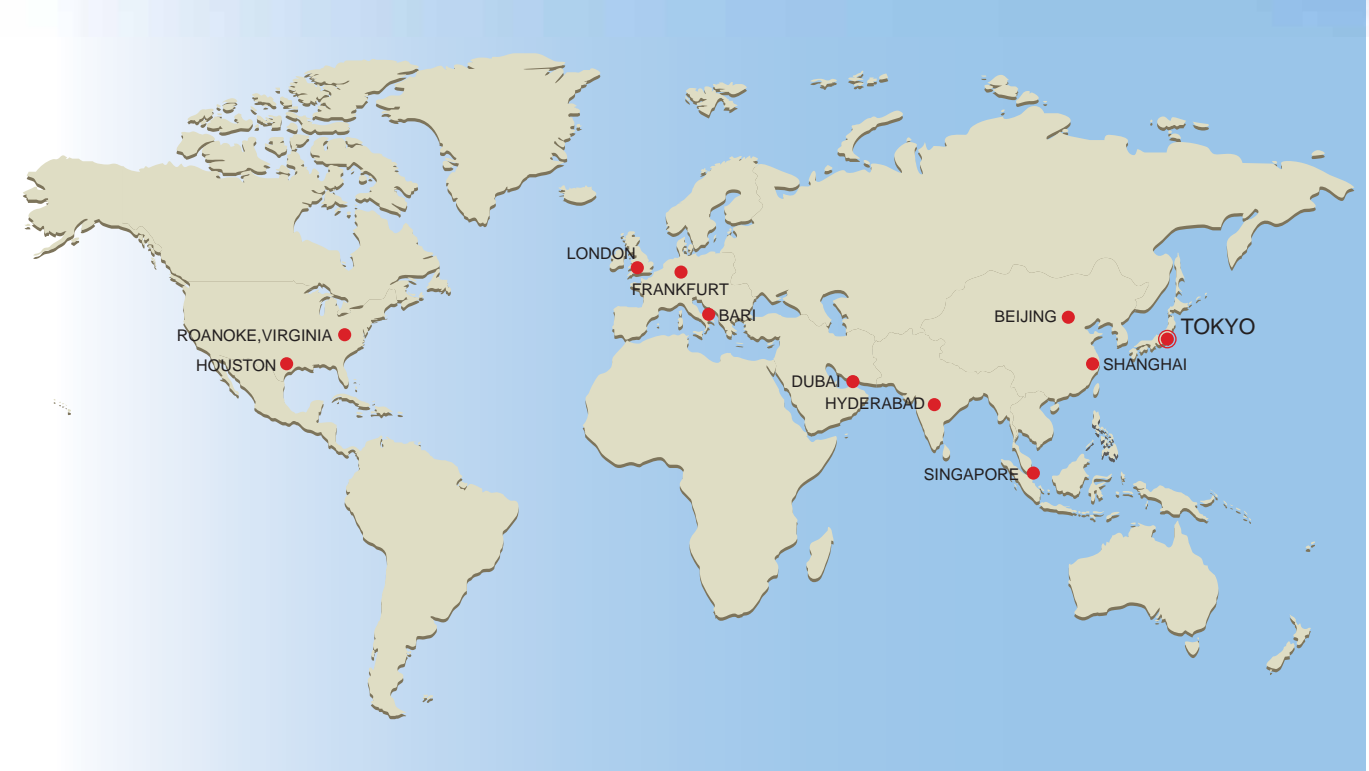 LONDON
FRANKFURT
BARI
BEIJING
TOKYO
ROANOKE,VIRGINIA
HOUSTON
SHANGHAI
DUBAI
HYDERABAD
SINGAPORE